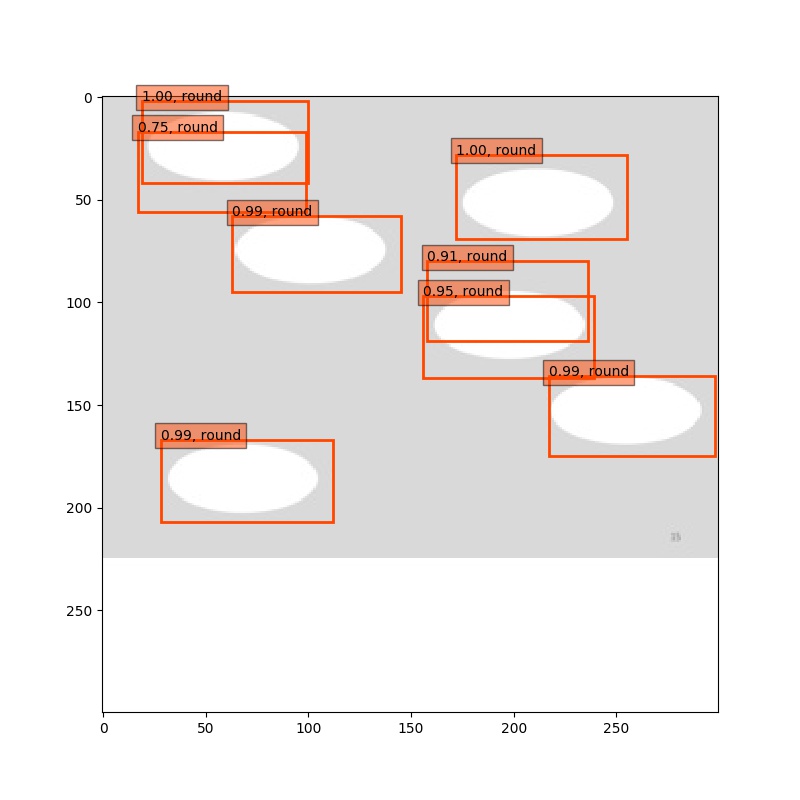 0
1.00, round
0.75, round
1.00, round
50
0.99, round
0.91, round
0.95, round
100
0.99, round
150
0.99, round
200
250
0 50 100 150 200 250